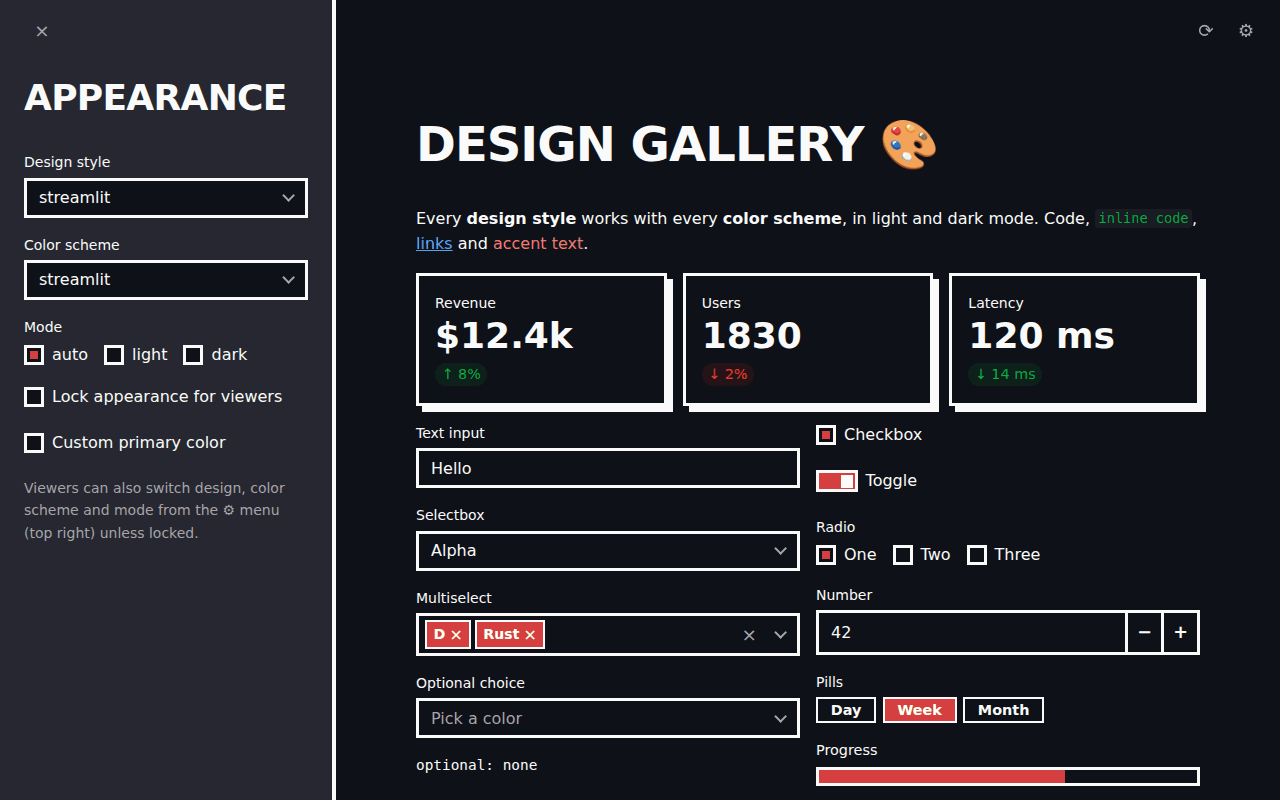 ×
⟳ ⚙
APPEARANCE
Design style
streamlit
Color scheme
streamlit
Mode
auto light dark
Lock appearance for viewers
Custom primary color
Viewers can also switch design, color
scheme and mode from the ⚙ menu
(top right) unless locked.
DESIGN GALLERY 🎨
Every design style works with every color scheme, in light and dark mode. Code, inline code,
links and accent text.
Revenue
$12.4k
↑ 8%
Users
1830
↓ 2%
Latency
120 ms
↓ 14 ms
Text input
Hello
Selectbox
Alpha
Multiselect
D × Rust × ×
Optional choice
Pick a color
optional: none
Checkbox
Toggle
Radio
One Two Three
Number
42 − +
Pills
Day Week Month
Progress